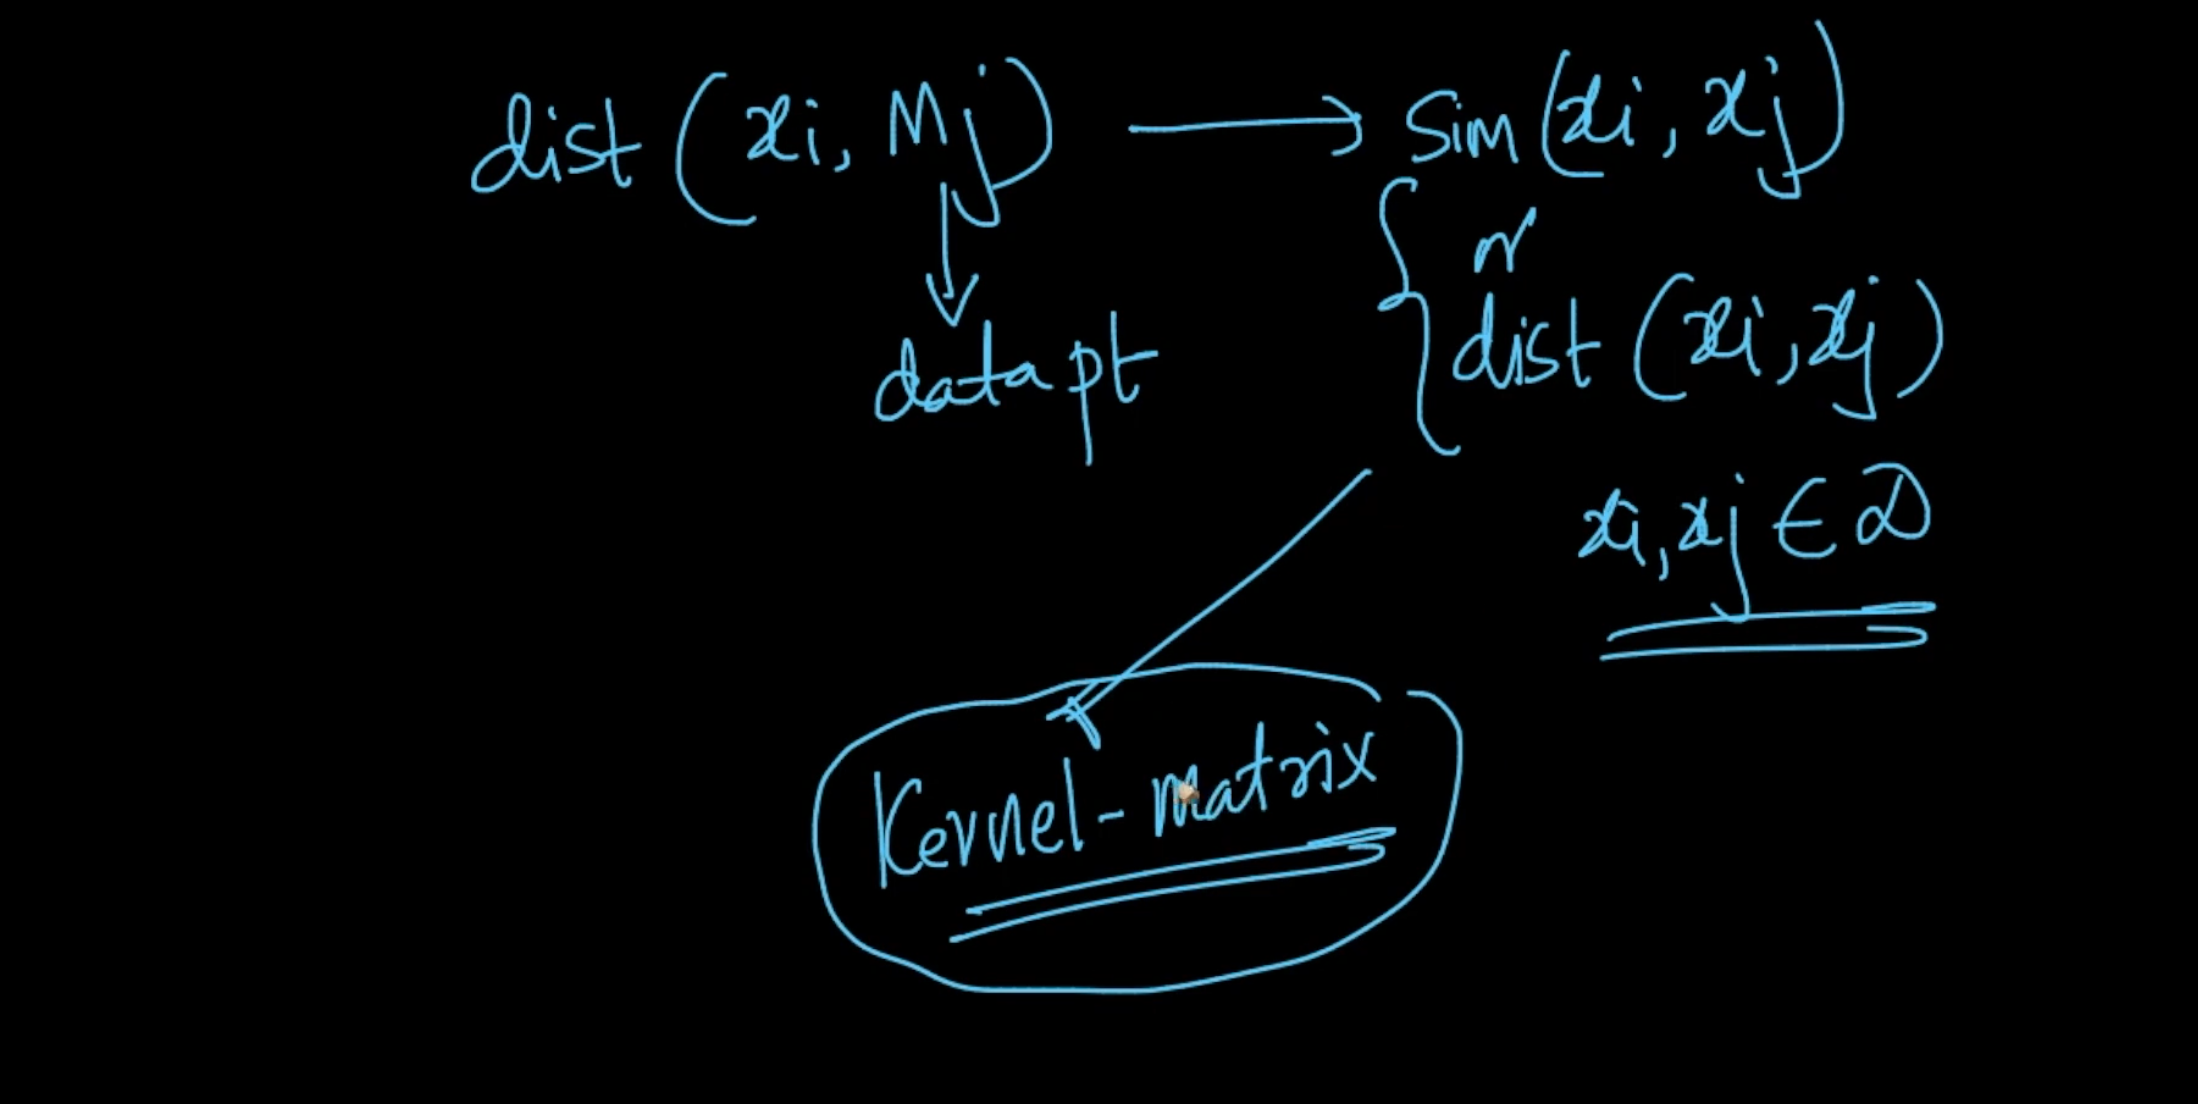 dist (xi, Mj) → Sim (xi, xj)
or
data pt
dist (xi, xj)
xi, xj ∈ D
Kernel-matrix